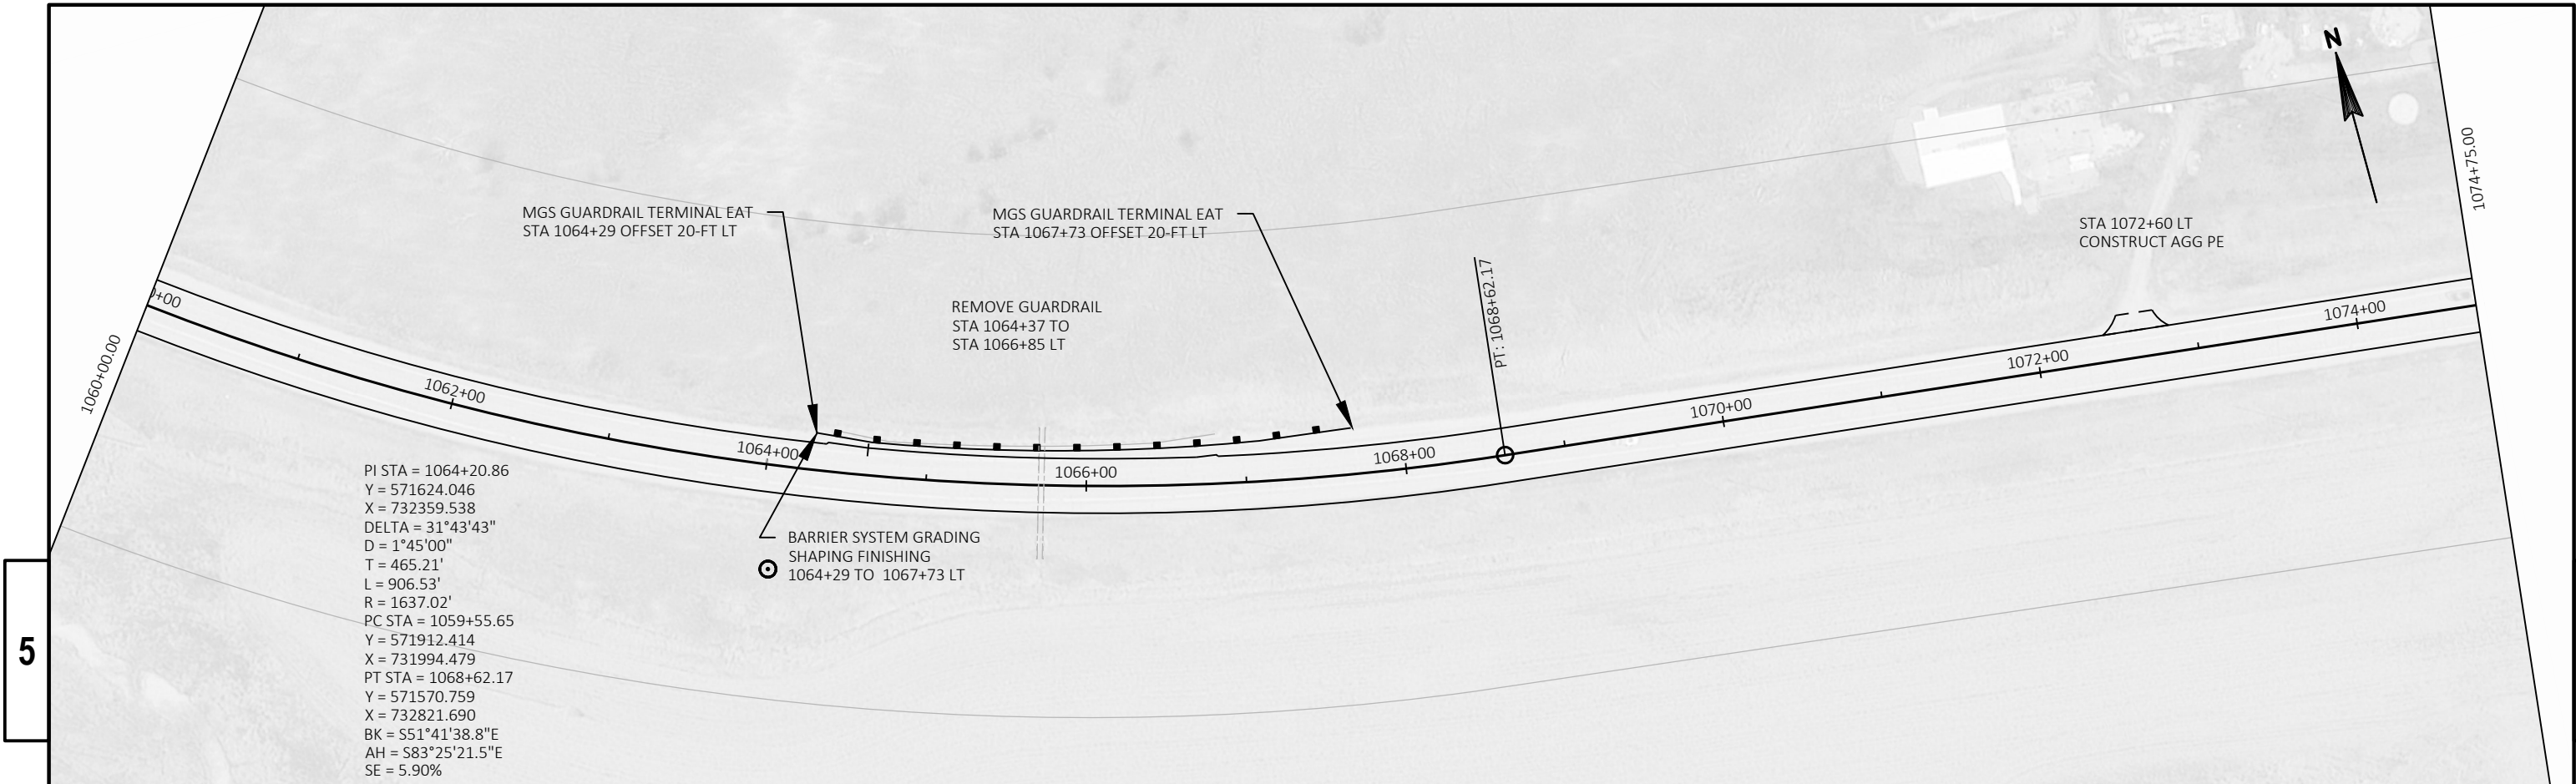 N
1074+75.00
MGS GUARDRAIL TERMINAL EAT
STA 1064+29 OFFSET 20-FT LT
MGS GUARDRAIL TERMINAL EAT
STA 1067+73 OFFSET 20-FT LT
STA 1072+60 LT
CONSTRUCT AGG PE
REMOVE GUARDRAIL
STA 1064+37 TO
STA 1066+85 LT
PT: 1068+62.17
1060+00.00
0+00
1062+00
1064+00
1066+00
1068+00
1070+00
1072+00
1074+00
PI STA = 1064+20.86
Y = 571624.046
X = 732359.538
DELTA = 31°43'43"
D = 1°45'00"
T = 465.21'
L = 906.53'
R = 1637.02'
PC STA = 1059+55.65
Y = 571912.414
X = 731994.479
PT STA = 1068+62.17
Y = 571570.759
X = 732821.690
BK = S51°41'38.8"E
AH = S83°25'21.5"E
SE = 5.90%
BARRIER SYSTEM GRADING
SHAPING FINISHING
1064+29 TO  1067+73 LT
5